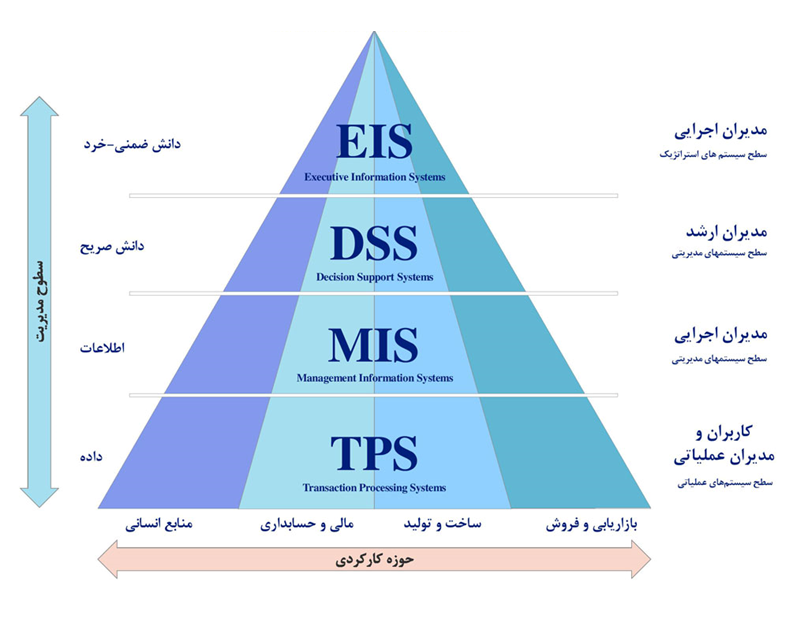 دانش ضمنی-خرد
EIS
Executive Information Systems
مدیران اجرایی
سطح سیستم های استراتژیک
دانش صریح
DSS
Decision Support Systems
مدیران ارشد
سطح سیستمهای مدیریتی
اطلاعات
MIS
Management Information Systems
مدیران اجرایی
سطح سیستمهای مدیریتی
داده
TPS
Transaction Processing Systems
کاربران و
مدیران عملیاتی
سطح سیستم‌های عملیاتی
سطوح مدیریت
بازاریابی و فروش
ساخت و تولید
مالی و حسابداری
منابع انسانی
حوزه کارکردی